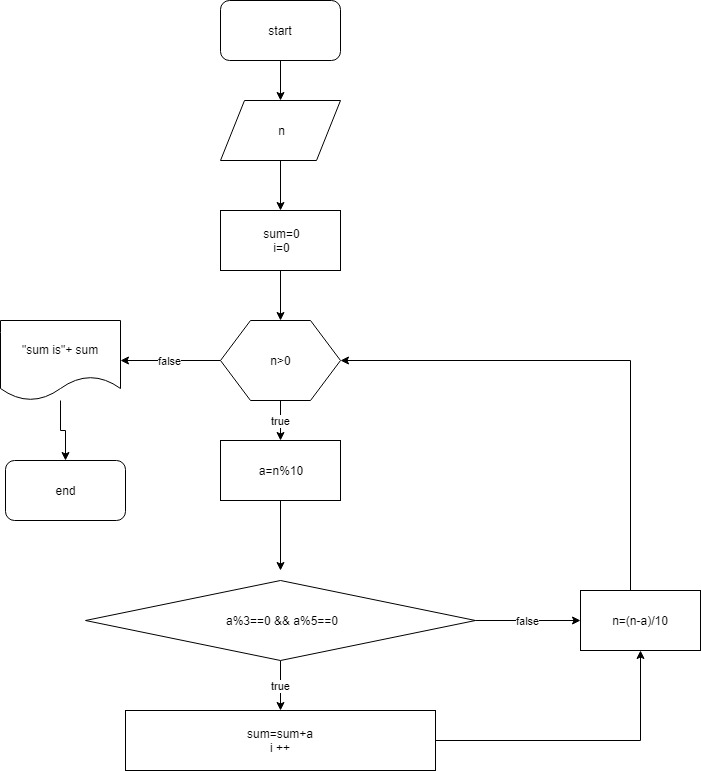 start
n
sum=0
i=0
n>0
false
"sum is"+ sum
true
end
a=n%10
a%3==0 && a%5==0
false
n=(n-a)/10
true
sum=sum+a
i ++